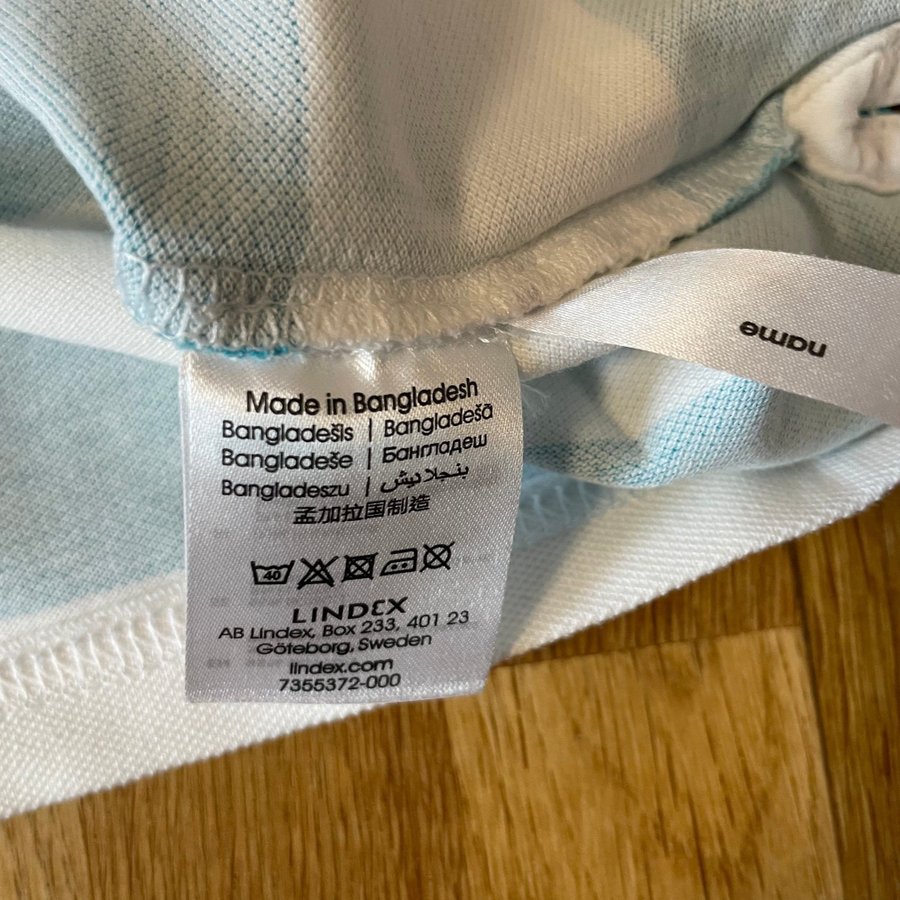 Made in Bangladesh
Bangladešis | Bangladešā
Bangladeše | Бангладеш
Bangladeszu | بنجلاديش
孟加拉国制造
40
LINDEX
AB Lindex, Box 233, 401 23
Göteborg, Sweden
lindex.com
7355372-000
name